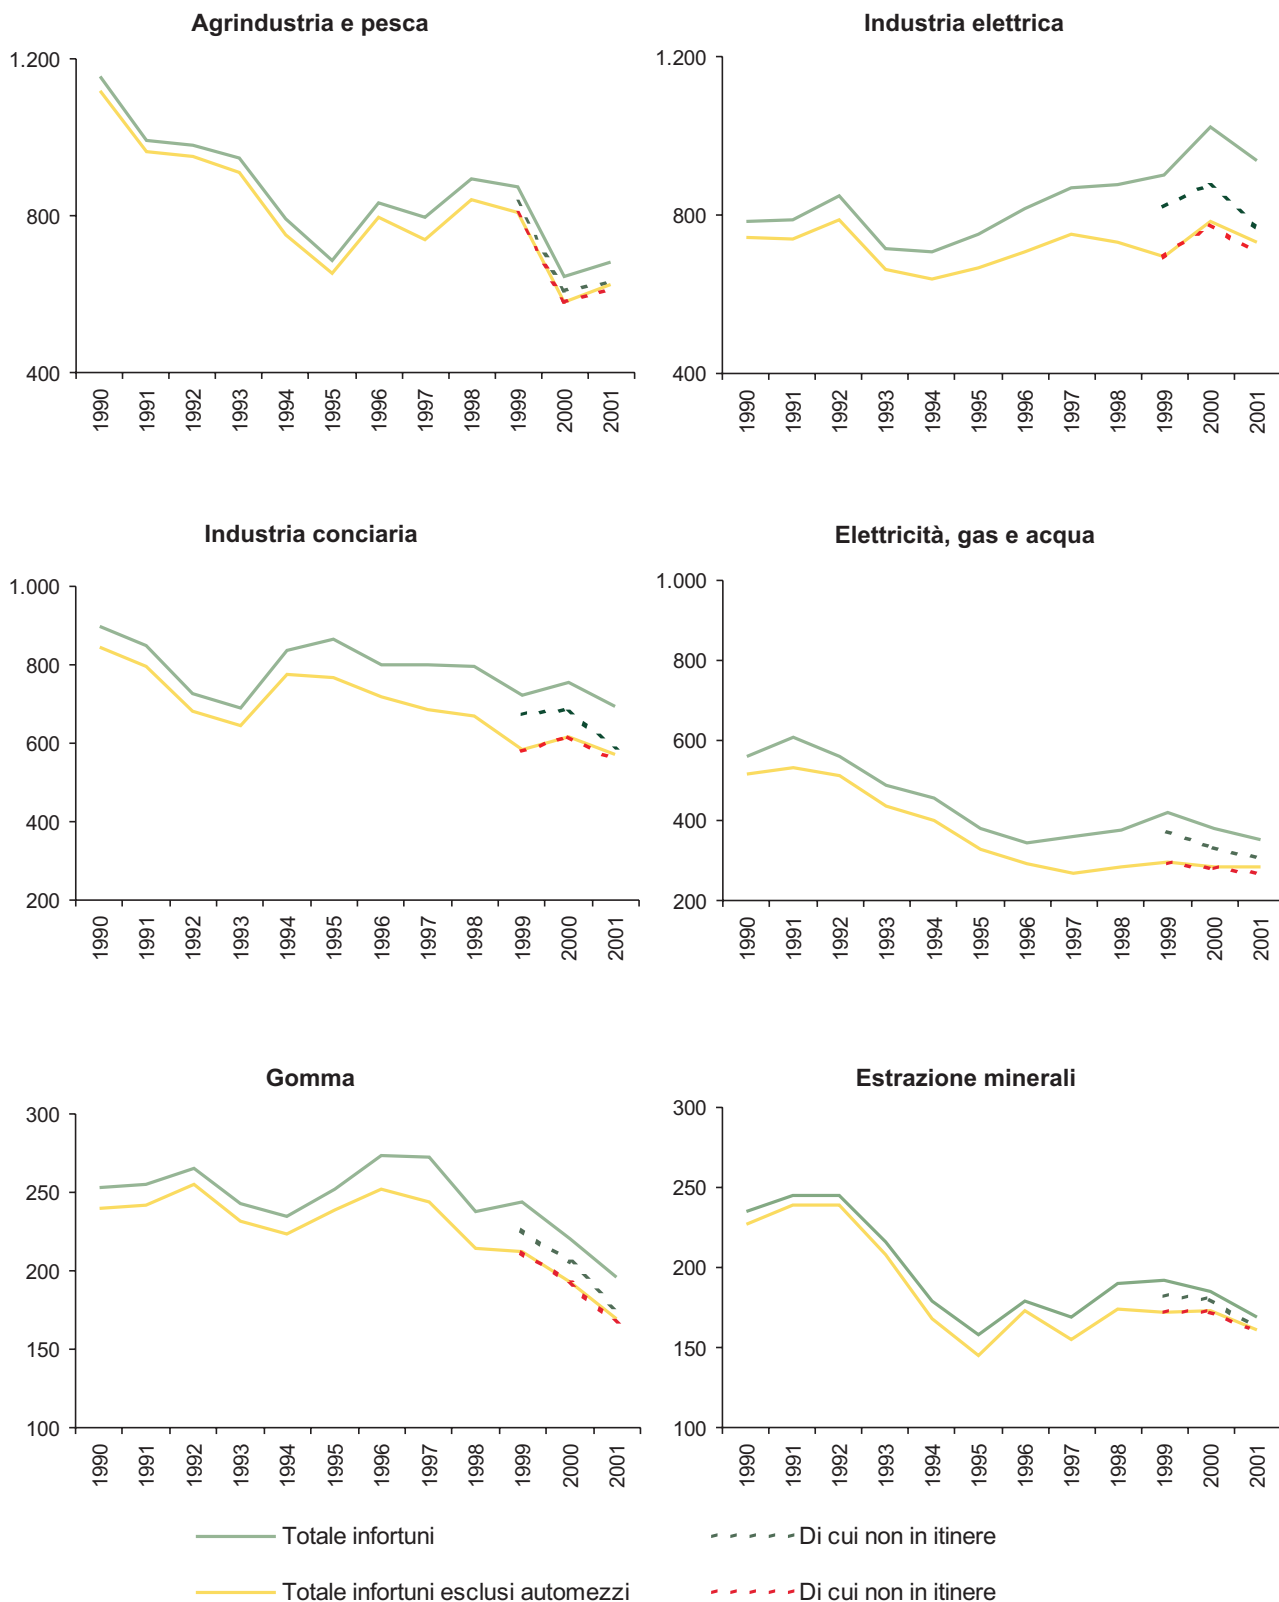 Agrindustria e pesca
1.200
800
400
1990 1991 1992 1993 1994 1995 1996 1997 1998 1999 2000 2001
Industria elettrica
1.200
800
400
1990 1991 1992 1993 1994 1995 1996 1997 1998 1999 2000 2001
Industria conciaria
1.000
800
600
400
200
1990 1991 1992 1993 1994 1995 1996 1997 1998 1999 2000 2001
Elettricità, gas e acqua
1.000
800
600
400
200
1990 1991 1992 1993 1994 1995 1996 1997 1998 1999 2000 2001
Gomma
300
250
200
150
100
1990 1991 1992 1993 1994 1995 1996 1997 1998 1999 2000 2001
Estrazione minerali
300
250
200
150
100
1990 1991 1992 1993 1994 1995 1996 1997 1998 1999 2000 2001
Totale infortuni
Di cui non in itinere
Totale infortuni esclusi automezzi
Di cui non in itinere